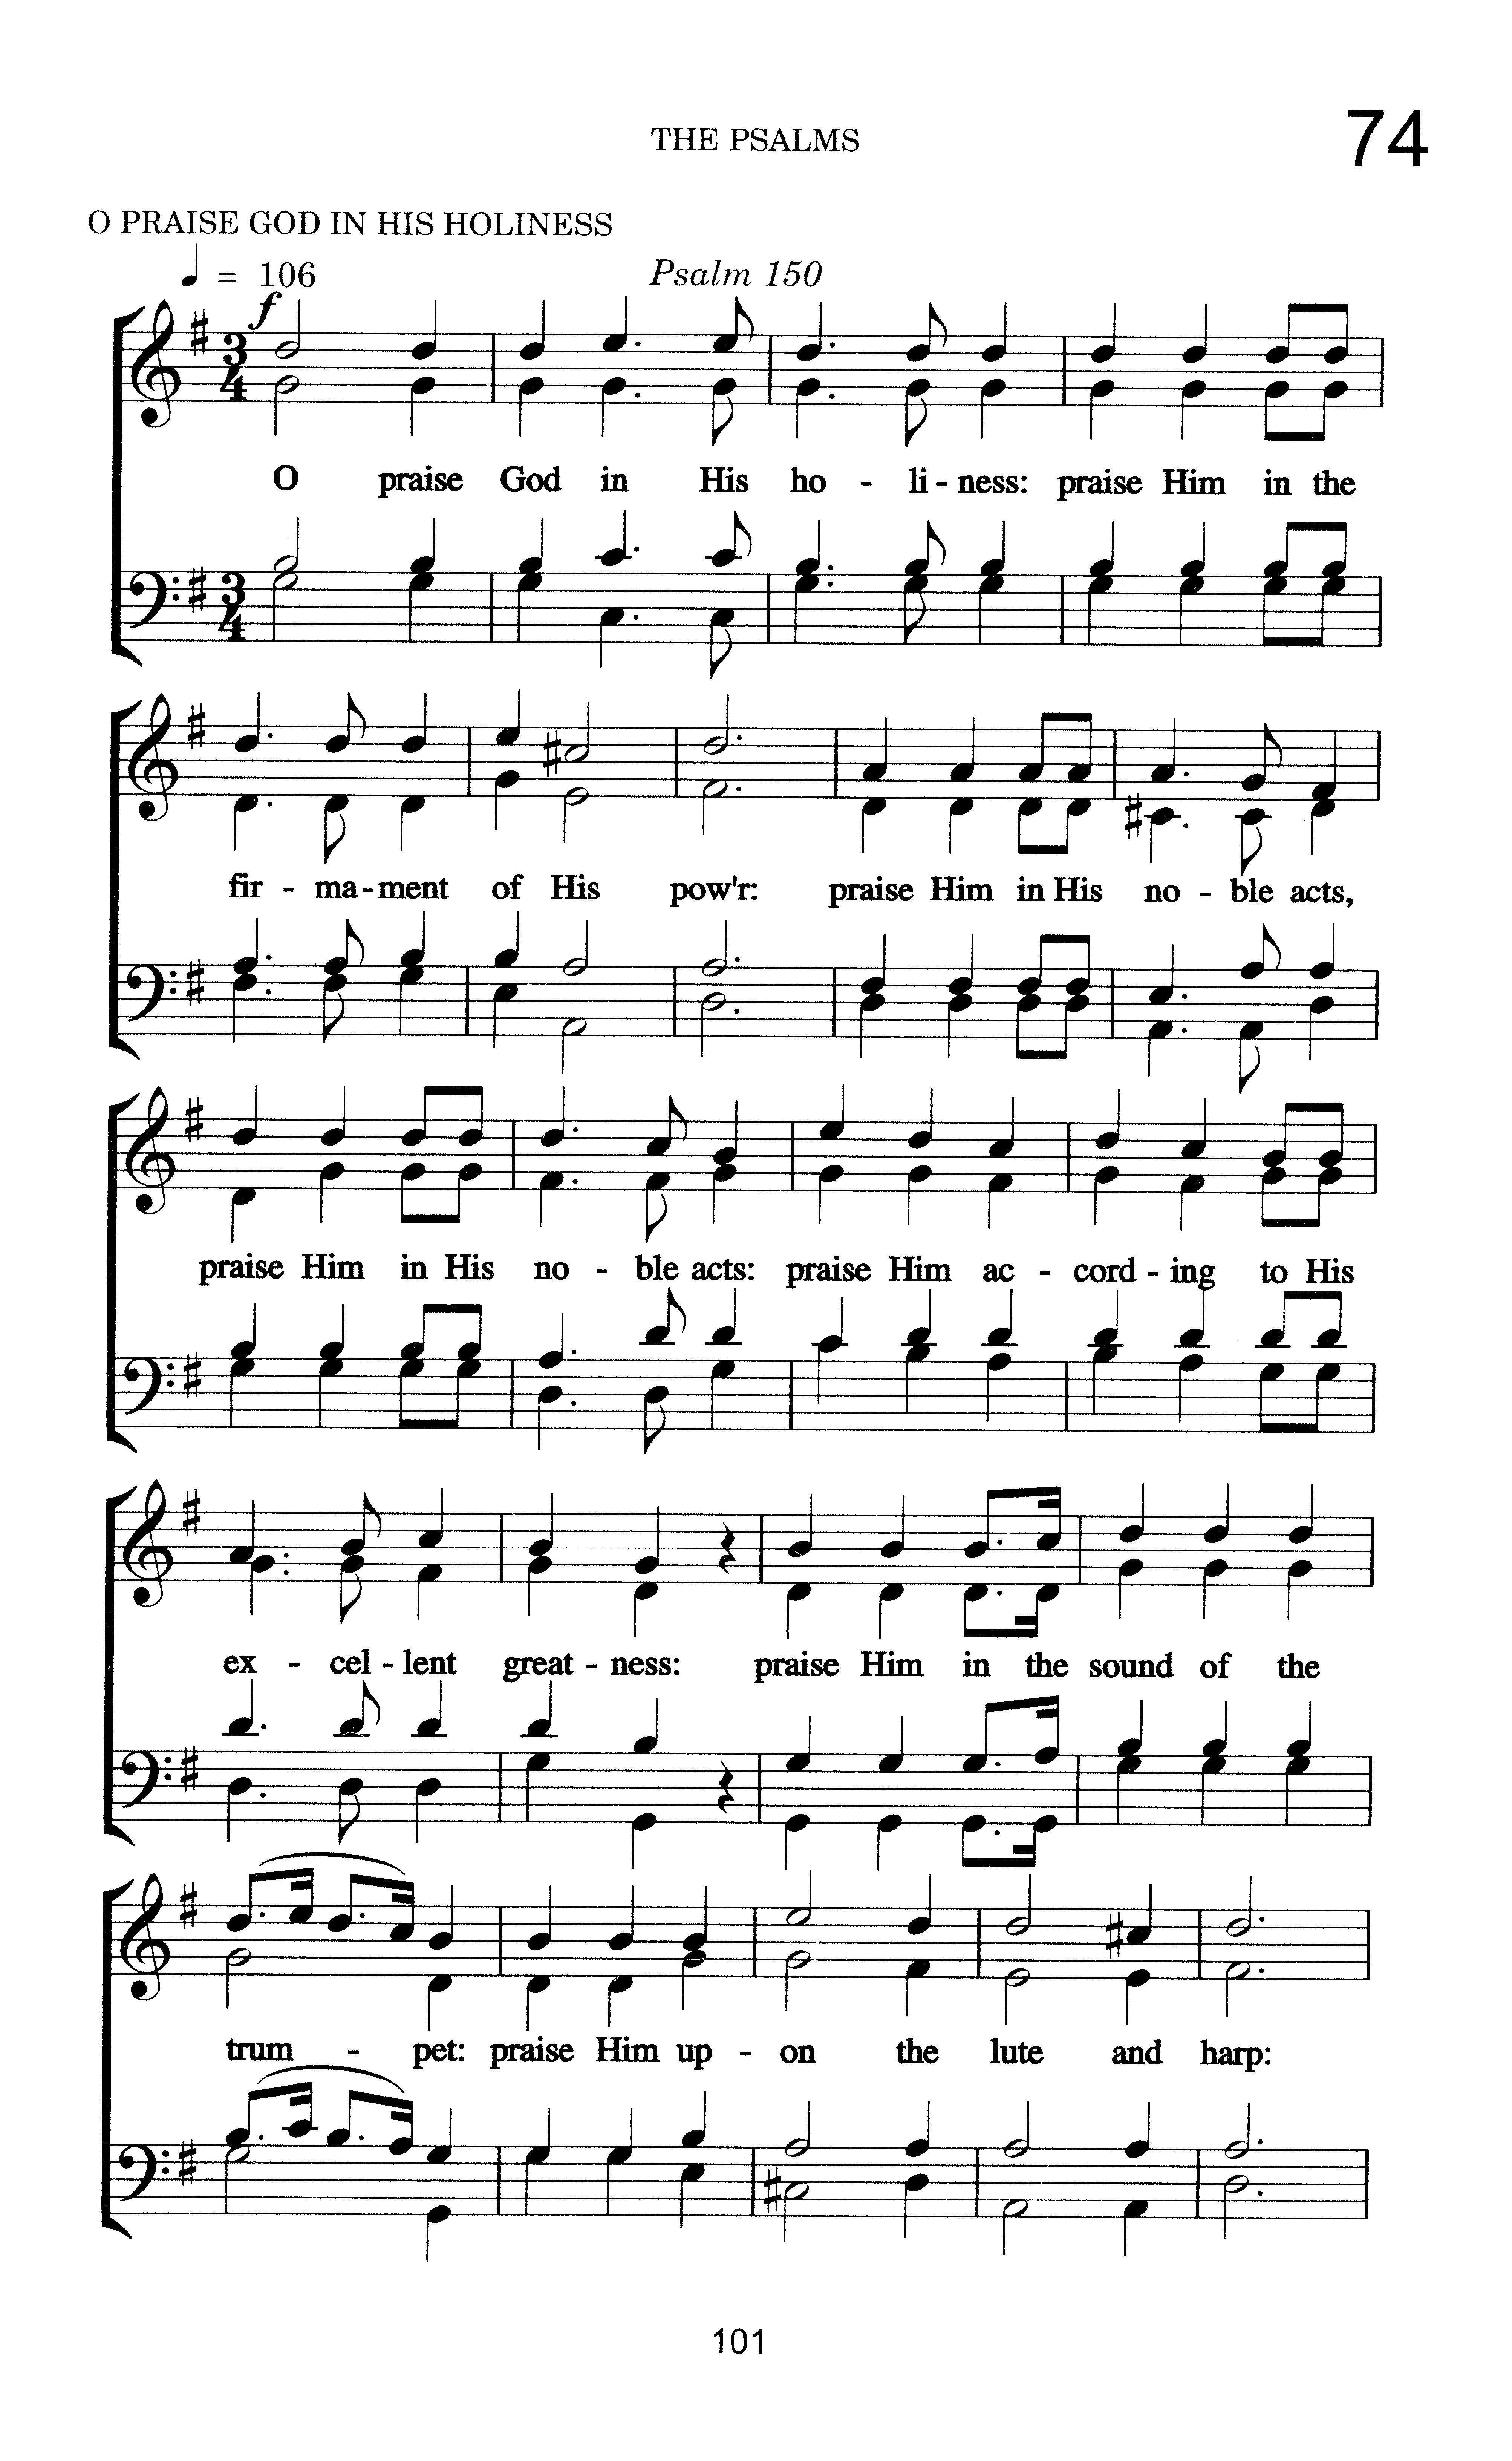 THE PSALMS
74
O PRAISE GOD IN HIS HOLINESS
♩ = 106
Psalm 150
f
3
4
O praise God in His ho - li - ness: praise Him in the
3
4
fir - ma - ment of His pow'r: praise Him in His no - ble acts,
praise Him in His no - ble acts: praise Him ac - cord - ing to His
ex - cel - lent great - ness: praise Him in the sound of the
trum - pet: praise Him up - on the lute and harp:
101